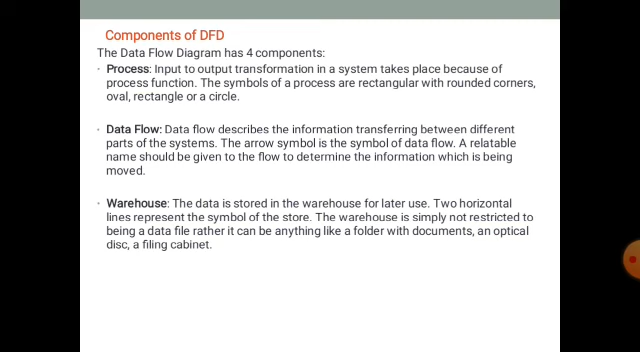 Components of DFD
The Data Flow Diagram has 4 components:
• Process: Input to output transformation in a system takes place because of
process function. The symbols of a process are rectangular with rounded corners,
oval, rectangle or a circle.
• Data Flow: Data flow describes the information transferring between different
parts of the systems. The arrow symbol is the symbol of data flow. A relatable
name should be given to the flow to determine the information which is being
moved.
• Warehouse: The data is stored in the warehouse for later use. Two horizontal
lines represent the symbol of the store. The warehouse is simply not restricted to
being a data file rather it can be anything like a folder with documents, an optical
disc, a filing cabinet.